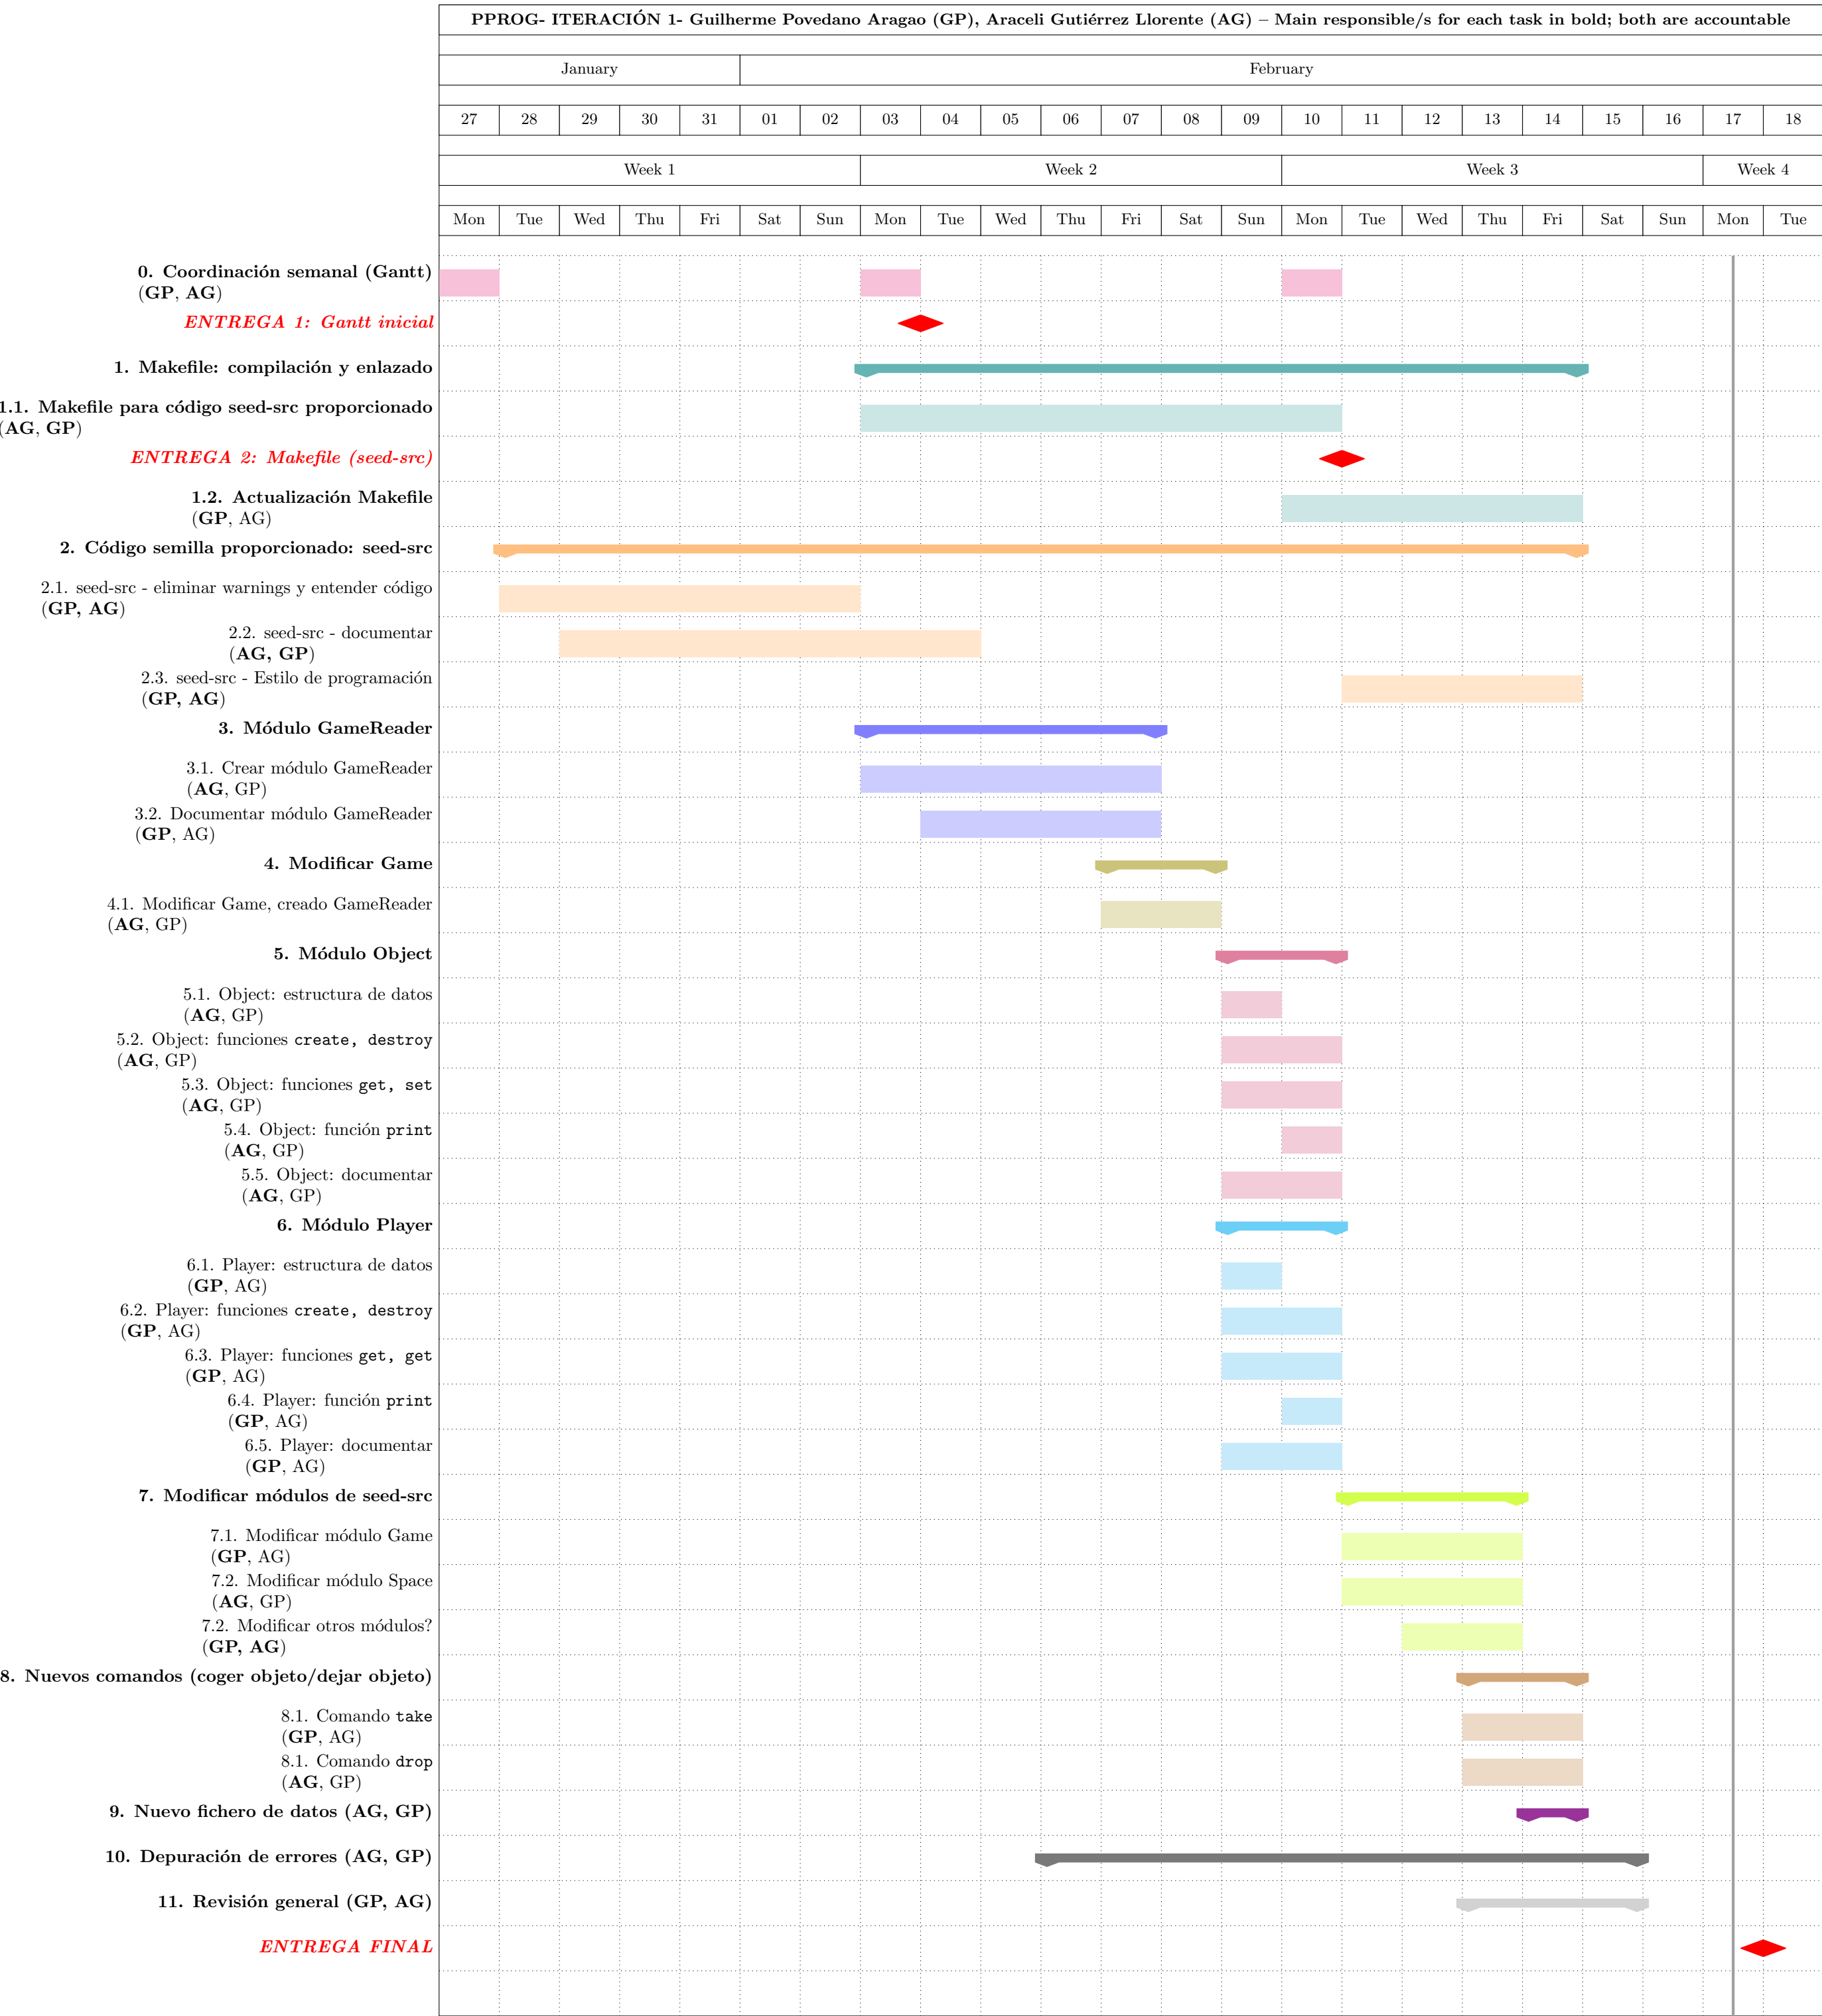 PPROG- ITERACIÓN 1- Guilherme Povedano Aragao (GP), Araceli Gutiérrez Llorente (AG) – Main responsible/s for each task in bold; both are accountable
January February
27 28 29 30 31 01 02 03 04 05 06 07 08 09 10 11 12 13 14 15 16 17 18
Week 1 Week 2 Week 3 Week 4
Mon Tue Wed Thu Fri Sat Sun Mon Tue Wed Thu Fri Sat Sun Mon Tue Wed Thu Fri Sat Sun Mon Tue
0. Coordinación semanal (Gantt)
(GP, AG)
ENTREGA 1: Gantt inicial
1. Makefile: compilación y enlazado
1.1. Makefile para código seed-src proporcionado
(AG, GP)
ENTREGA 2: Makefile (seed-src)
1.2. Actualización Makefile
(GP, AG)
2. Código semilla proporcionado: seed-src
2.1. seed-src - eliminar warnings y entender código
(GP, AG)
2.2. seed-src - documentar
(AG, GP)
2.3. seed-src - Estilo de programación
(GP, AG)
3. Módulo GameReader
3.1. Crear módulo GameReader
(AG, GP)
3.2. Documentar módulo GameReader
(GP, AG)
4. Modificar Game
4.1. Modificar Game, creado GameReader
(AG, GP)
5. Módulo Object
5.1. Object: estructura de datos
(AG, GP)
5.2. Object: funciones create, destroy
(AG, GP)
5.3. Object: funciones get, set
(AG, GP)
5.4. Object: función print
(AG, GP)
5.5. Object: documentar
(AG, GP)
6. Módulo Player
6.1. Player: estructura de datos
(GP, AG)
6.2. Player: funciones create, destroy
(GP, AG)
6.3. Player: funciones get, get
(GP, AG)
6.4. Player: función print
(GP, AG)
6.5. Player: documentar
(GP, AG)
7. Modificar módulos de seed-src
7.1. Modificar módulo Game
(GP, AG)
7.2. Modificar módulo Space
(AG, GP)
7.2. Modificar otros módulos?
(GP, AG)
8. Nuevos comandos (coger objeto/dejar objeto)
8.1. Comando take
(GP, AG)
8.1. Comando drop
(AG, GP)
9. Nuevo fichero de datos (AG, GP)
10. Depuración de errores (AG, GP)
11. Revisión general (GP, AG)
ENTREGA FINAL